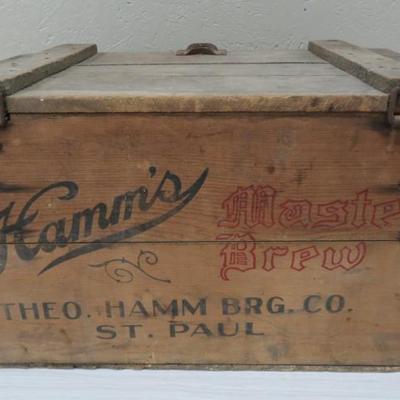 Hamm's
Maste
Brew
THEO. HAMM BRG. CO.
ST. PAUL